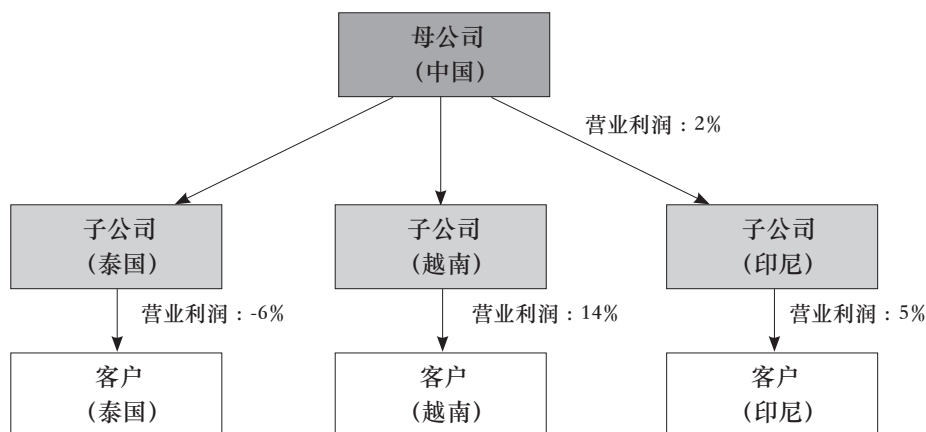 母公司
(中国)
营业利润：2%
子公司
(泰国)
子公司
(越南)
子公司
(印尼)
营业利润：-6%
营业利润：14%
营业利润：5%
客户
(泰国)
客户
(越南)
客户
(印尼)